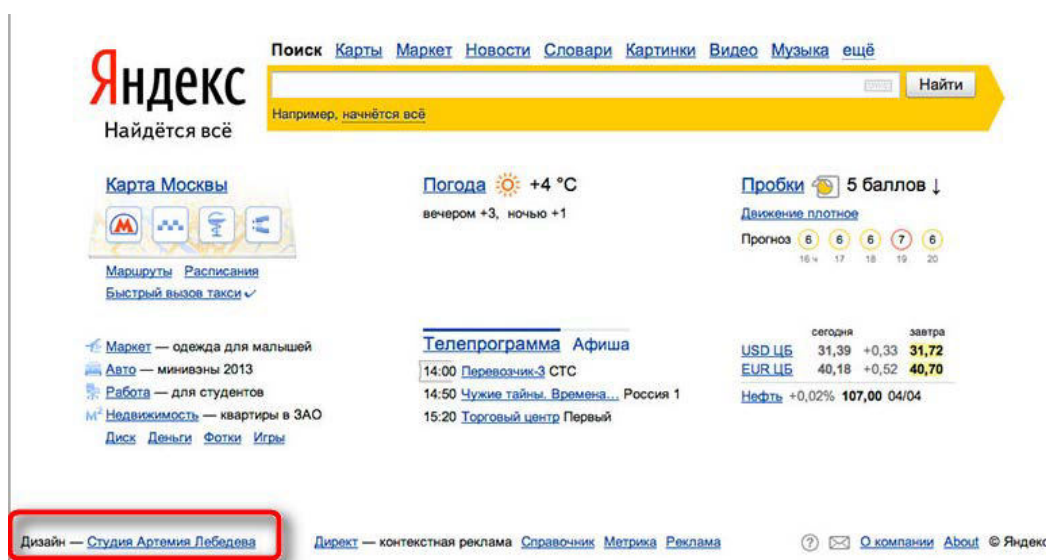 Поиск Карты Маркет Новости Словари Картинки Видео Музыка ещё
Яндекс
Найдётся всё
Найти
Например, начнётся всё
Карта Москвы
Маршруты Расписания
Быстрый вызов такси
Погода +4 °C
вечером +3, ночью +1
Пробки 5 баллов ↓
Движение плотное
Прогноз 6 6 6 7 6
16 ч 17 18 19 20
Маркет — одежда для малышей
Авто — минивэны 2013
Работа — для студентов
М² Недвижимость — квартиры в ЗАО
Диск Деньги Фотки Игры
Телепрограмма Афиша
14:00 Перевозчик-3 СТС
14:50 Чужие тайны. Времена... Россия 1
15:20 Торговый центр Первый
сегодня завтра
USD ЦБ 31,39 +0,33 31,72
EUR ЦБ 40,18 +0,52 40,70
Нефть +0,02% 107,00 04/04
Дизайн — Студия Артемия Лебедева
Директ — контекстная реклама Справочник Метрика Реклама
? О компании About © Яндекс